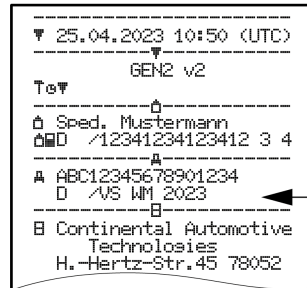 ▼ 25.04.2023 10:50 (UTC)
GEN2 v2
D /12341234123412 3 4
Sped. Mustermann
ABC12345678901234
D /VS WM 2023
Continental Automotive
Technologies
H.-Hertz-Str.45 78052